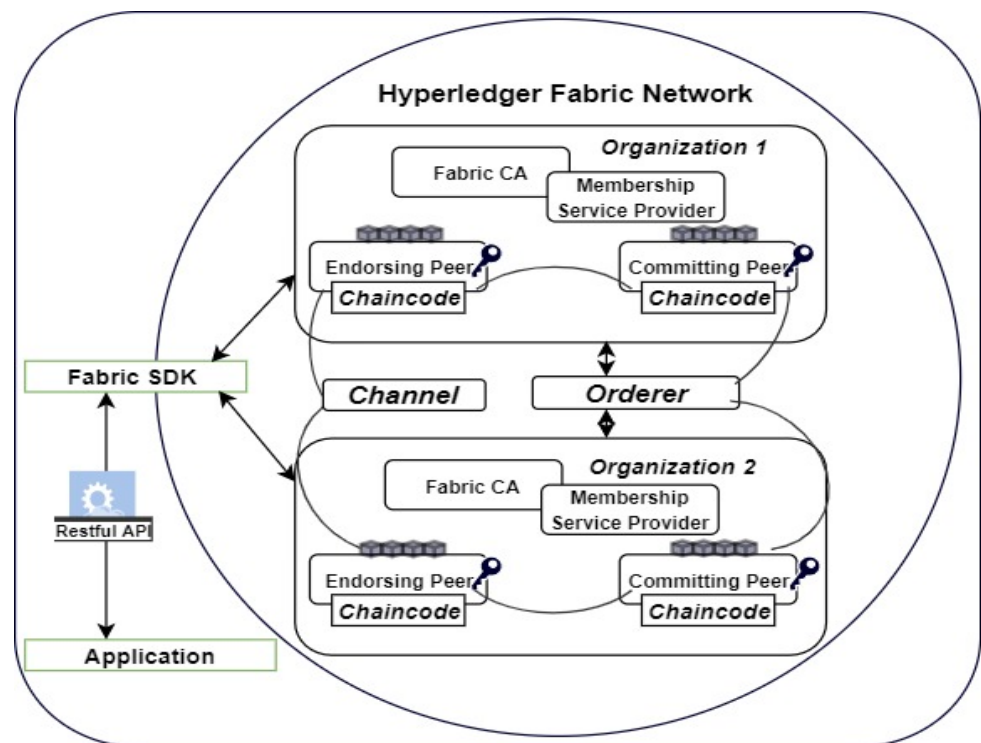 Hyperledger Fabric Network
Organization 1
Fabric CA
Membership
Service Provider
Endorsing Peer
Chaincode
Committing Peer
Chaincode
Fabric SDK
Channel
Orderer
Organization 2
Fabric CA
Membership
Service Provider
Restful API
Endorsing Peer
Chaincode
Committing Peer
Chaincode
Application